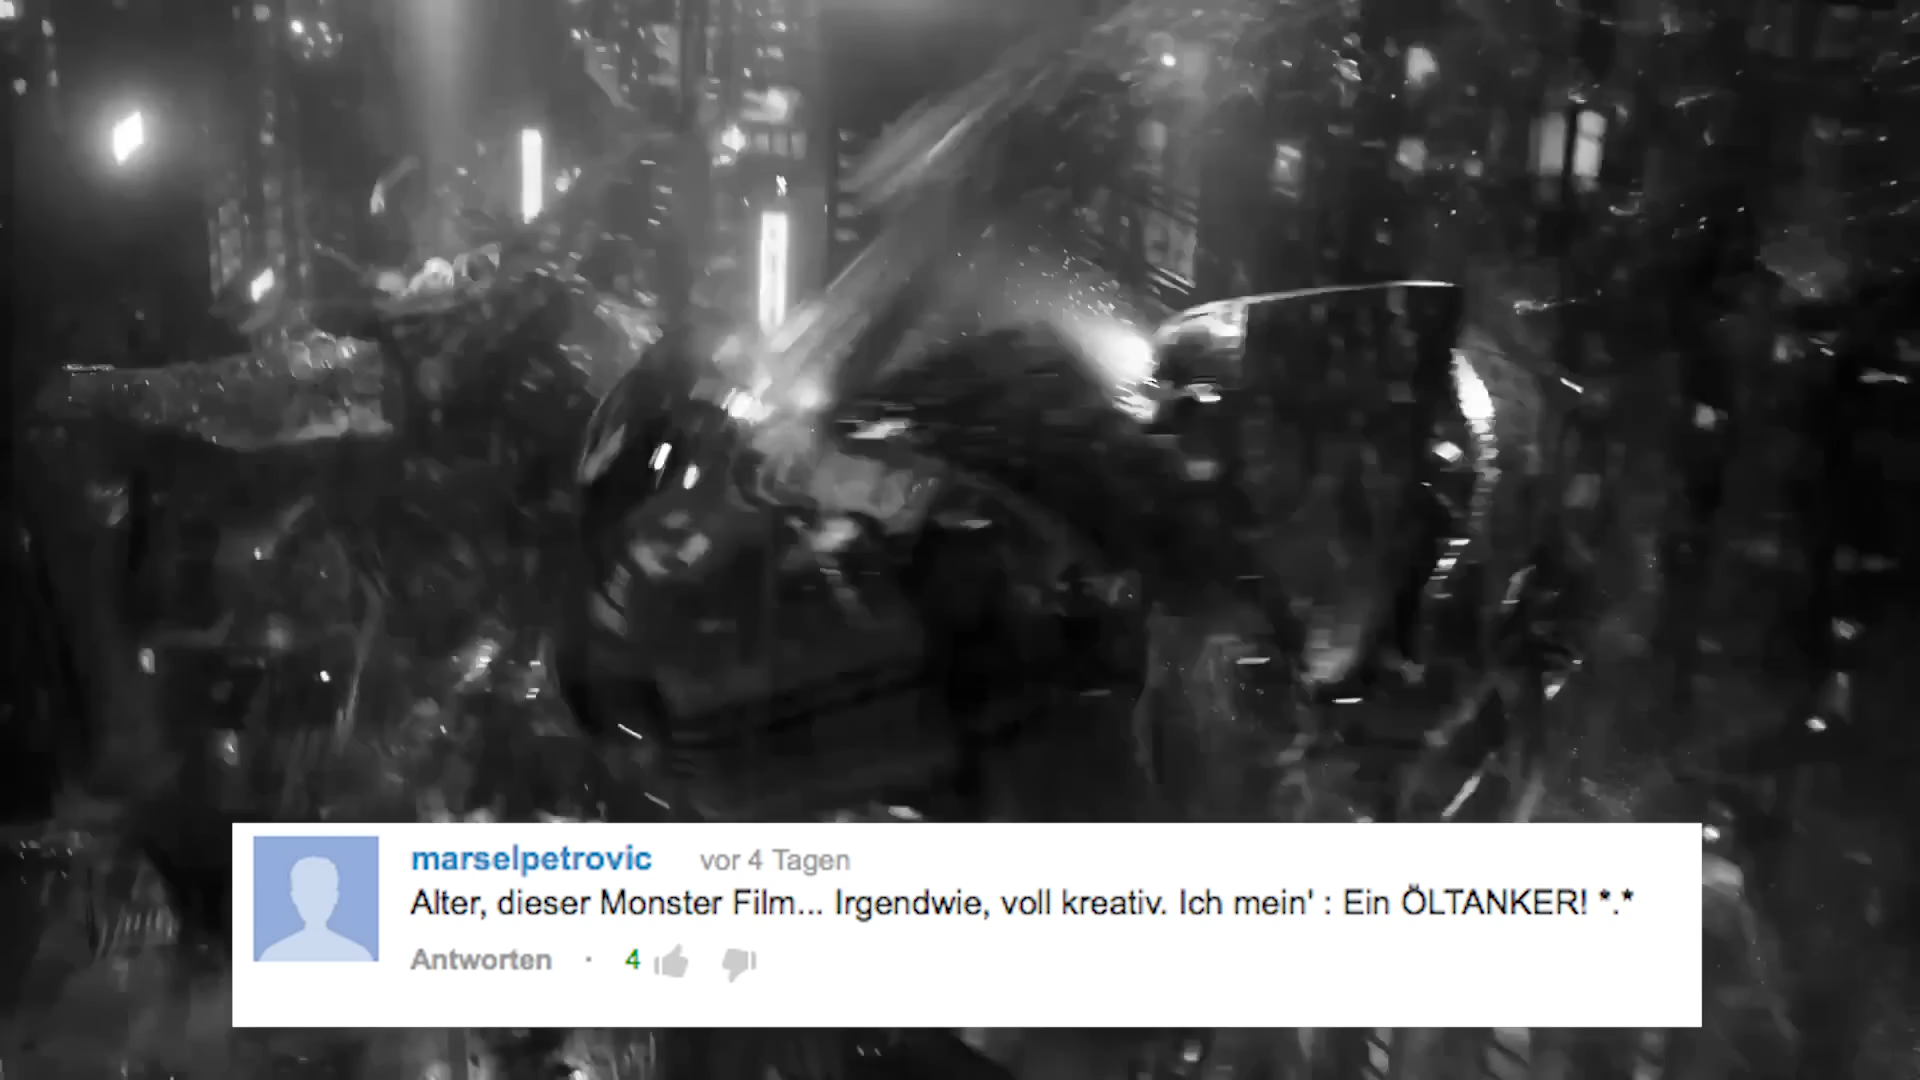 marselpetrovic vor 4 Tagen
Alter, dieser Monster Film... Irgendwie, voll kreativ. Ich mein' : Ein ÖLTANKER! *.*
Antworten · 4